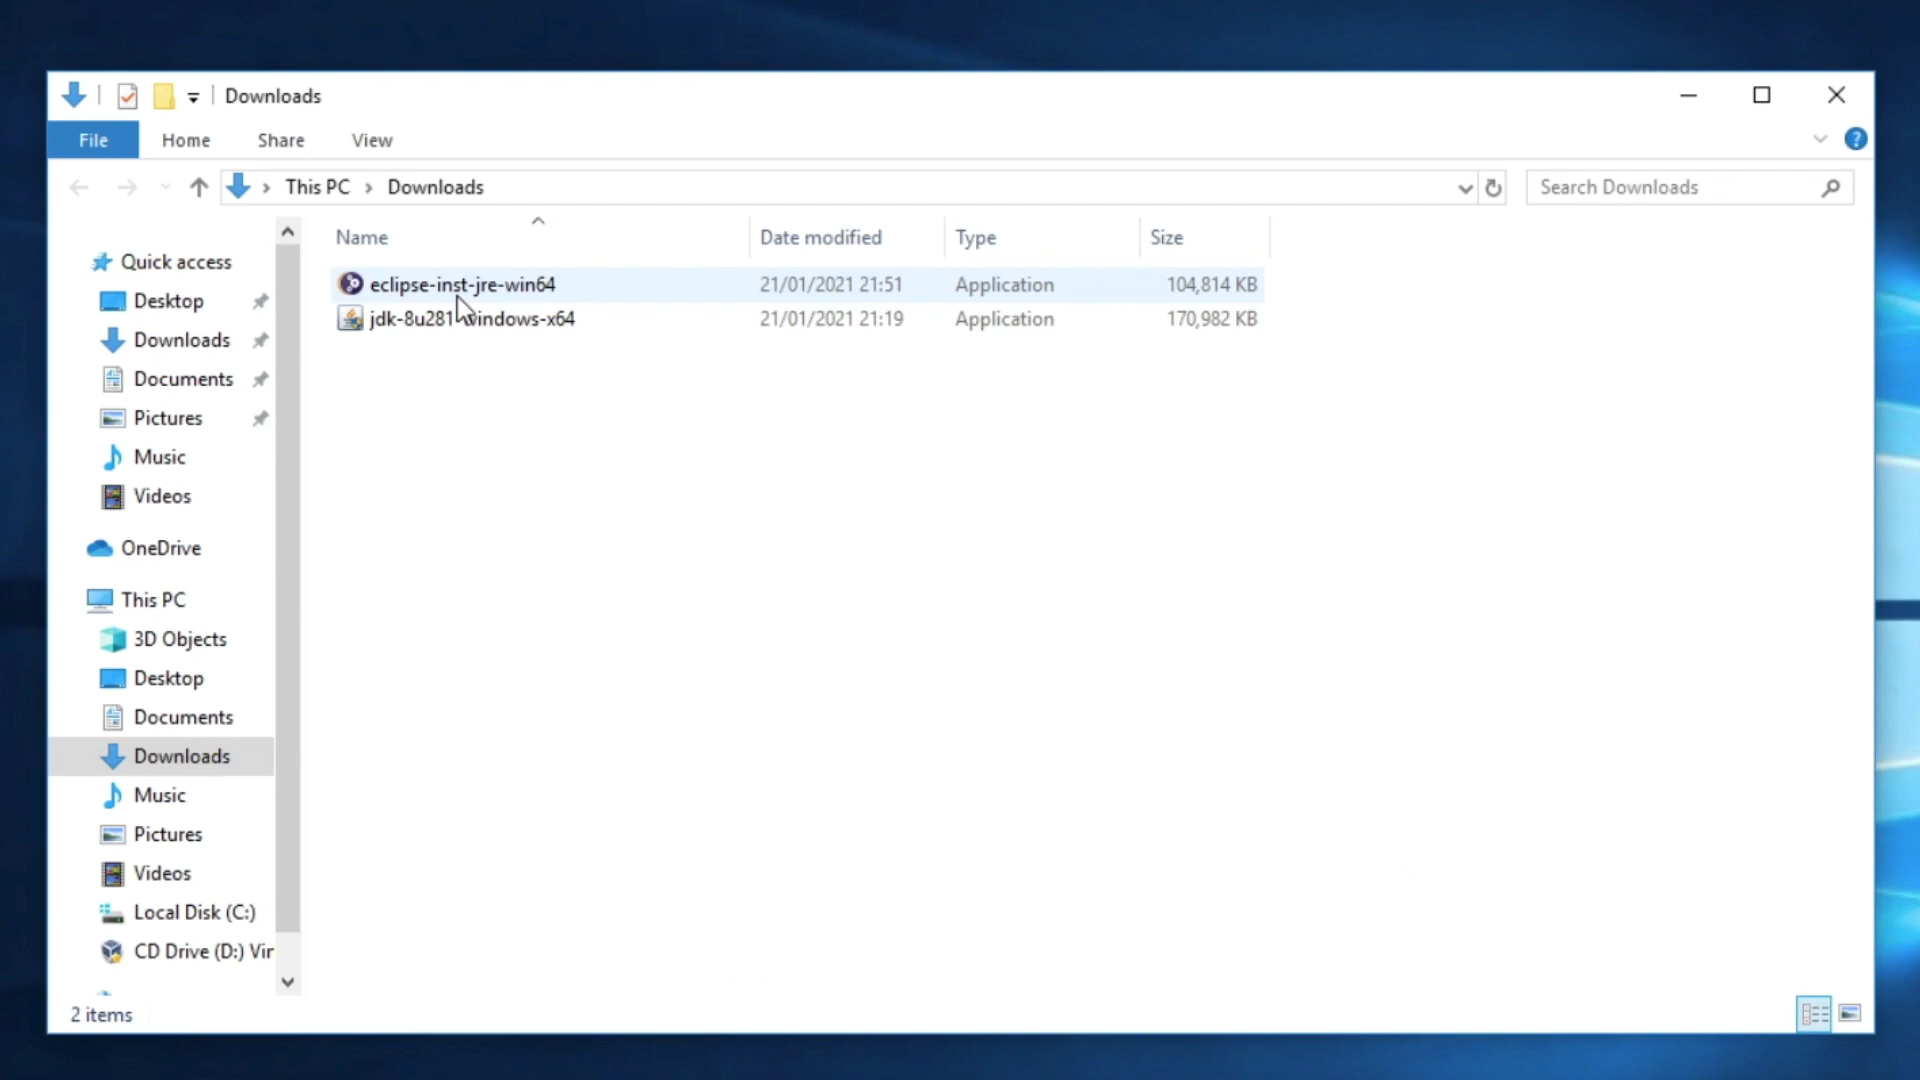 Downloads
File Home Share View
This PC Downloads
Search Downloads
Name Date modified Type Size
eclipse-inst-jre-win64 21/01/2021 21:51 Application 104,814 KB
jdk-8u281-windows-x64 21/01/2021 21:19 Application 170,982 KB
Quick access
Desktop
Downloads
Documents
Pictures
Music
Videos
OneDrive
This PC
3D Objects
Desktop
Documents
Downloads
Music
Pictures
Videos
Local Disk (C:)
CD Drive (D:) Vir
2 items